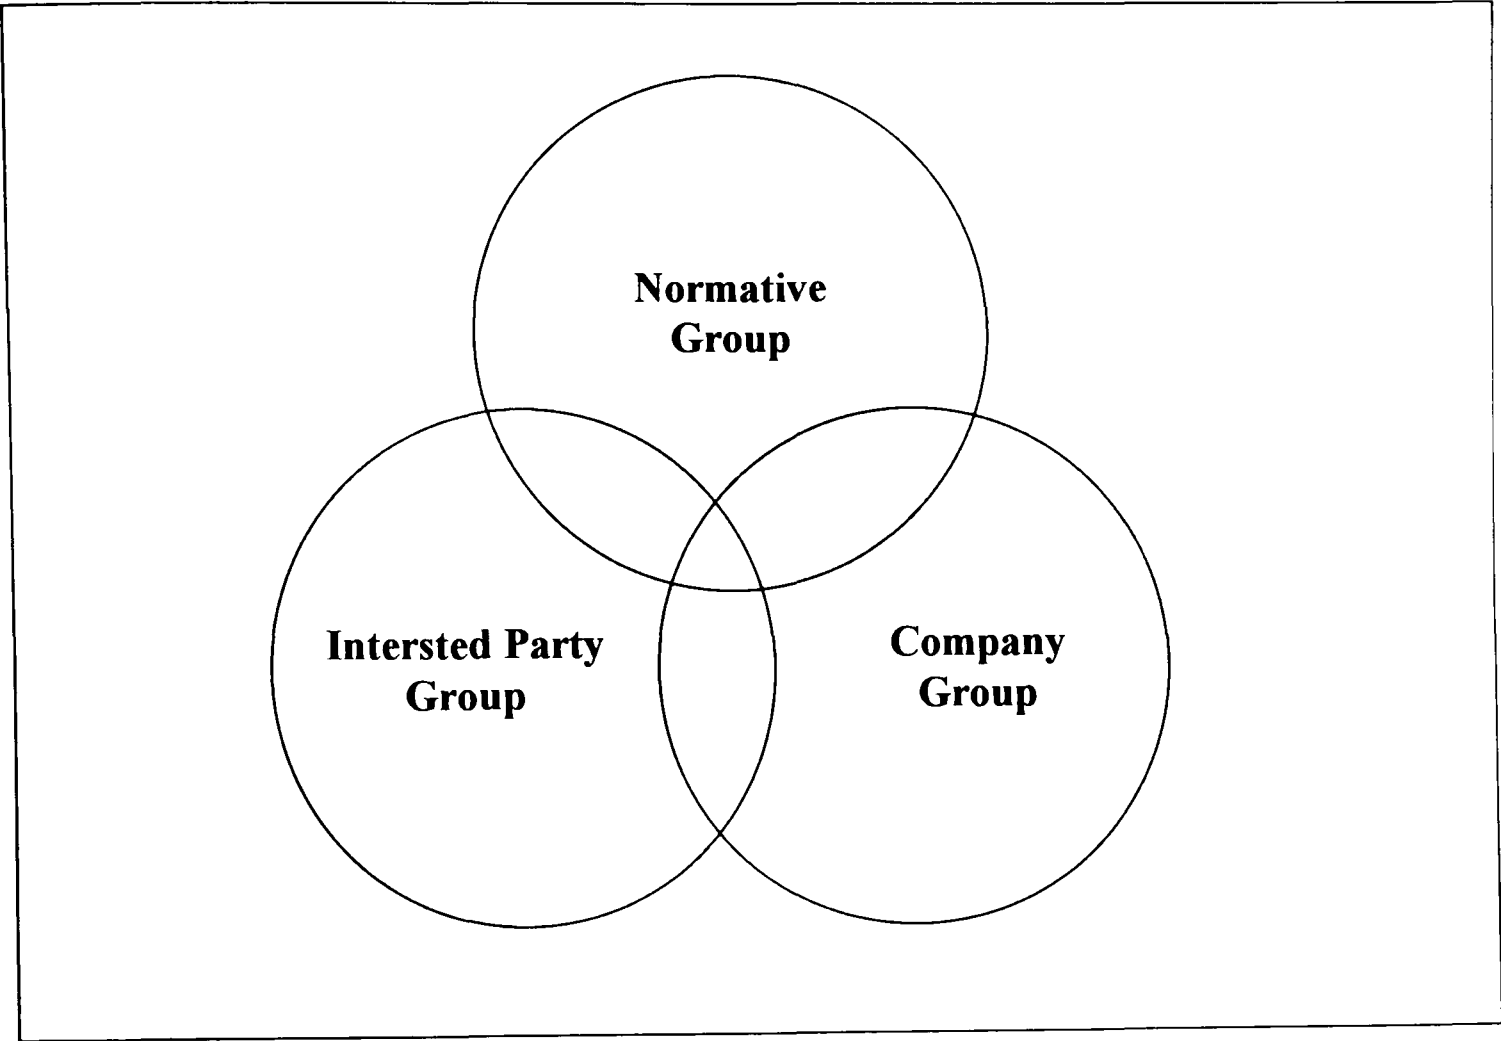 Normative
Group
Intersted Party
Group
Company
Group